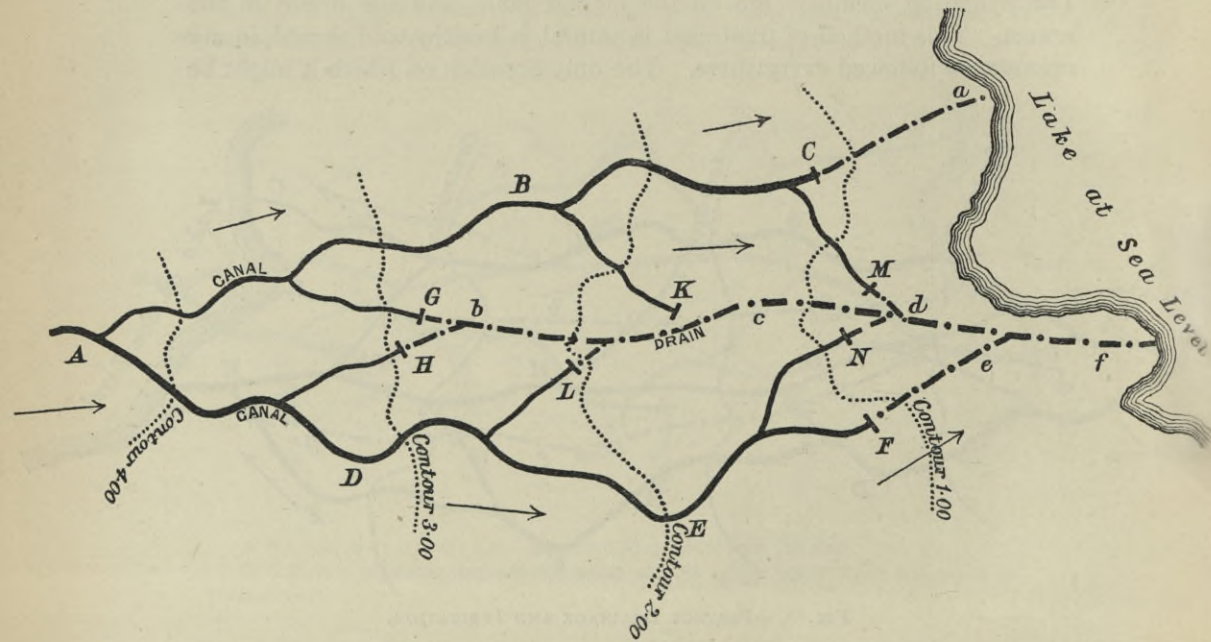 a
Lake at Sea Level
C
B
CANAL
M
K
G
b
c
d
DRAIN
A
H
N
e
f
L
CANAL
F
Contour 4·00
D
Contour 3·00
E
Contour 1·00
Contour 2·00